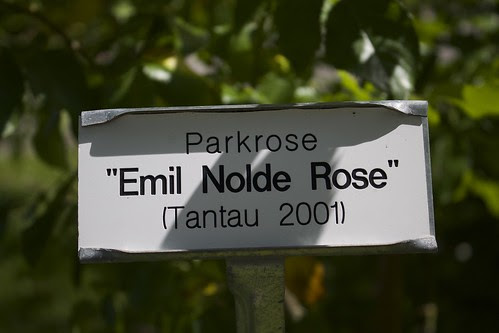 Parkrose
"Emil Nolde Rose"
(Tantau 2001)